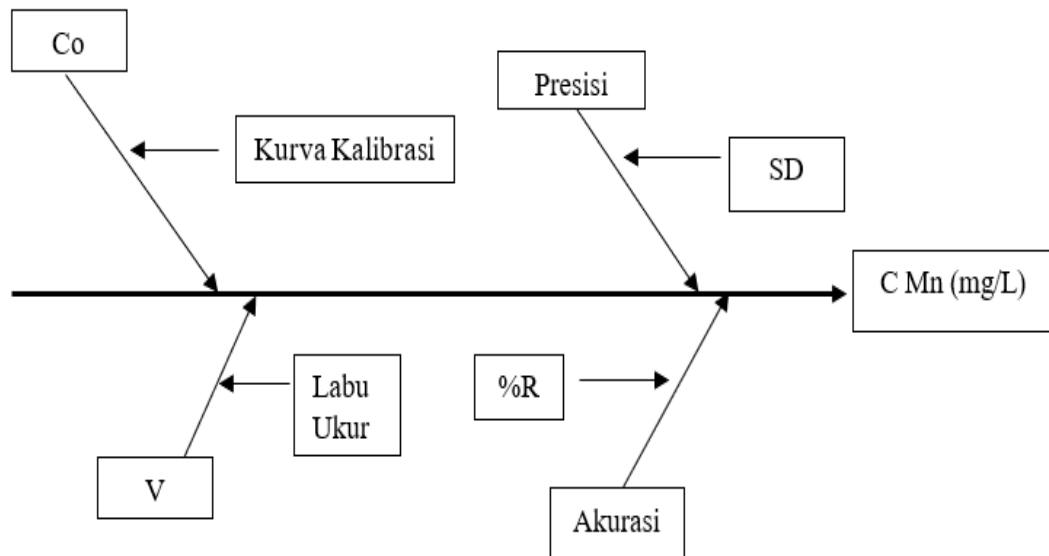 Co
Presisi
Kurva Kalibrasi
SD
C Mn (mg/L)
Labu
Ukur
%R
V
Akurasi